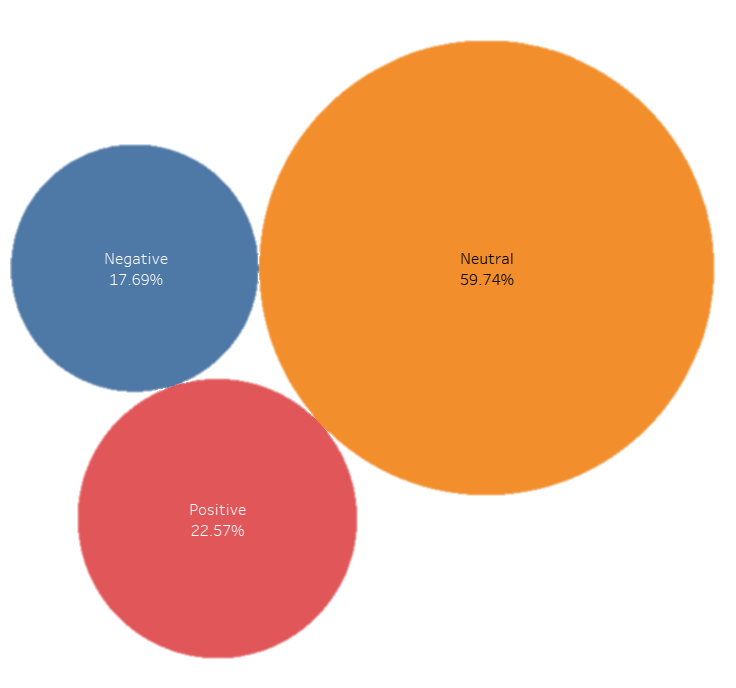 Negative
17.69%
Neutral
59.74%
Positive
22.57%